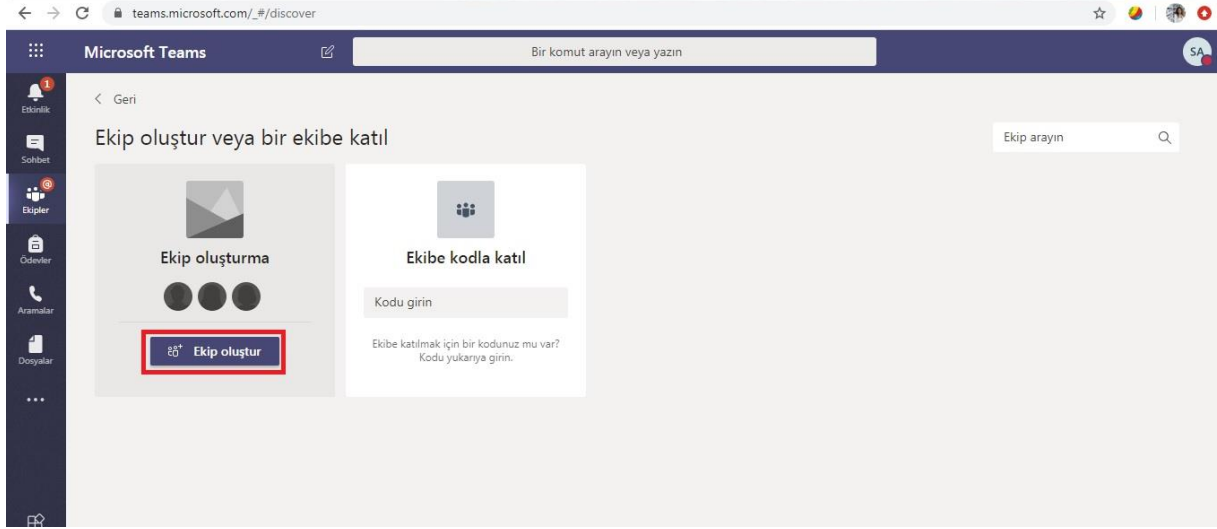 teams.microsoft.com/_#/discover
Microsoft Teams
Bir komut arayın veya yazın
SA
1
Etkinlik
Geri
Ekip oluştur veya bir ekibe katıl
Ekip arayın
Sohbet
@
Ekipler
Ödevler
Aramalar
Dosyalar
Ekip oluşturma
Ekip oluştur
Ekibe kodla katıl
Kodu girin
Ekibe katılmak için bir kodunuz mu var?
Kodu yukarıya girin.